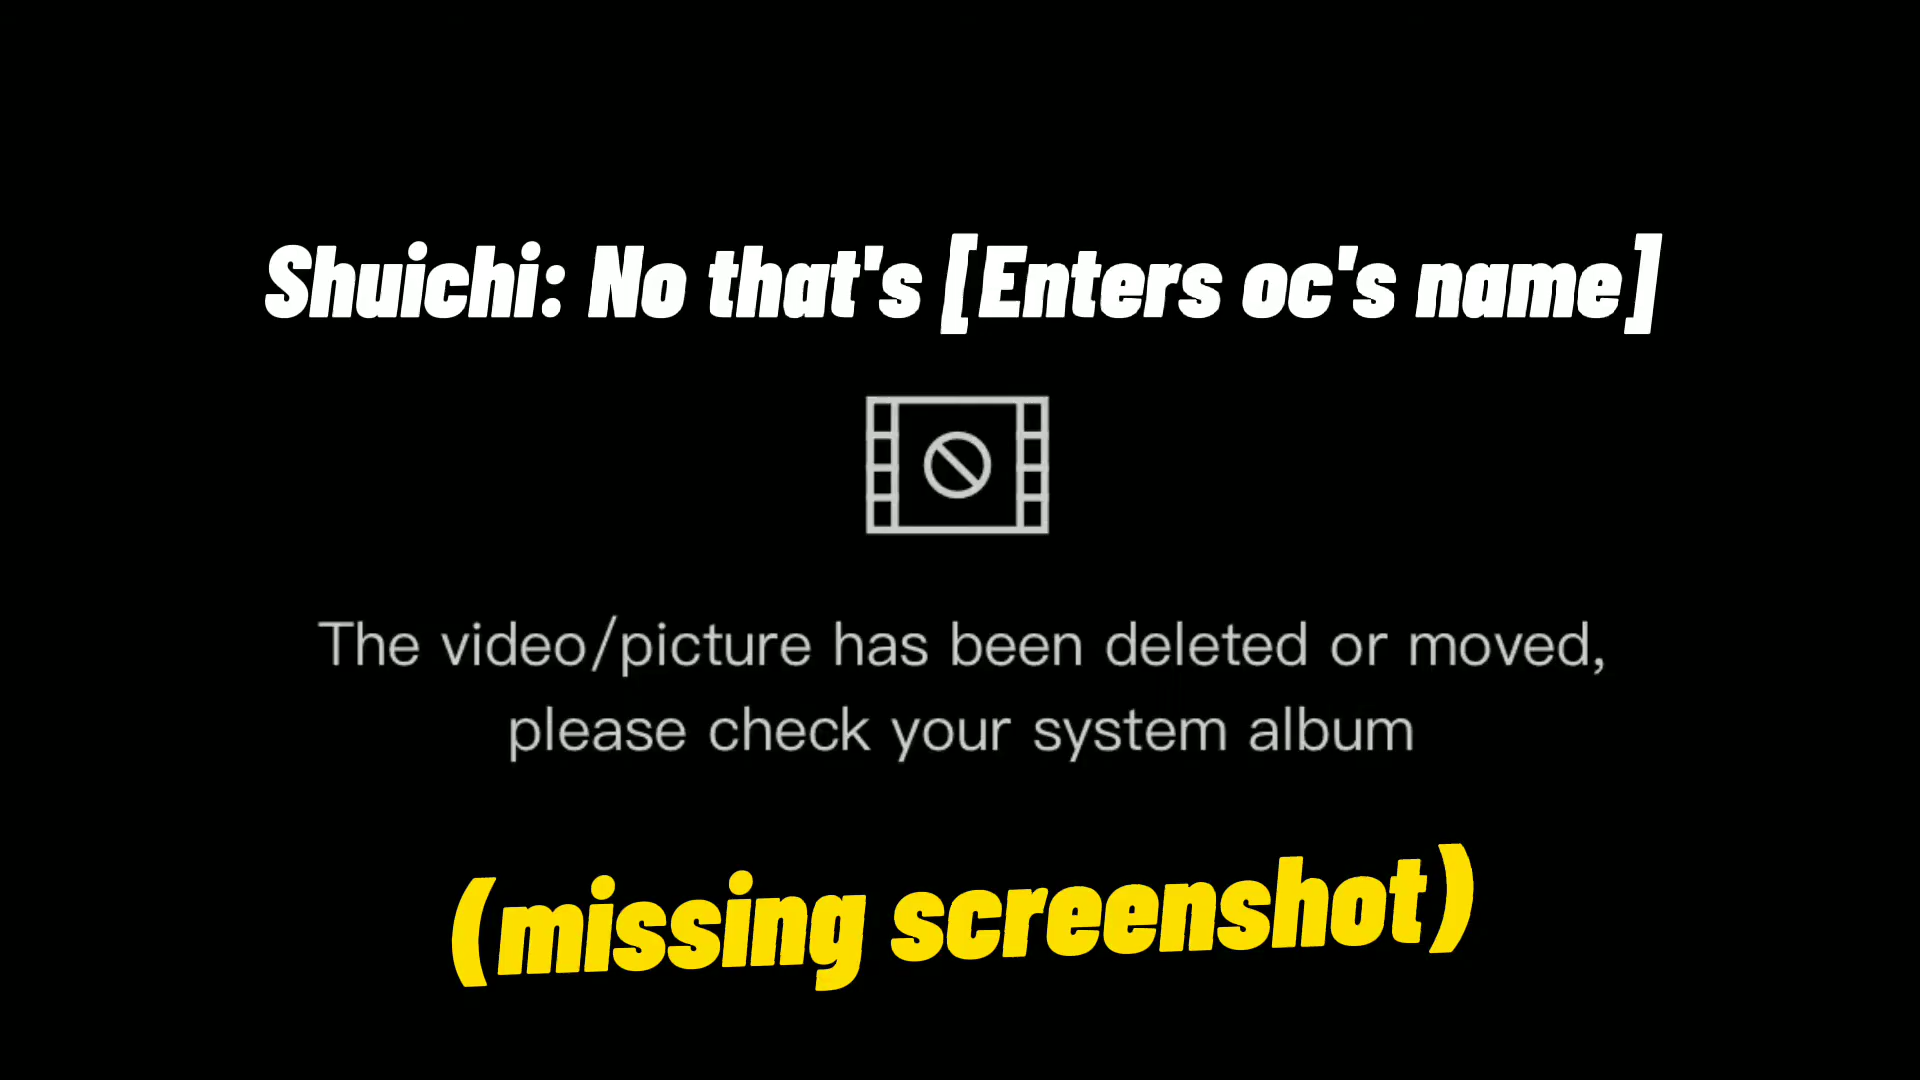 Shuichi: No that's [Enters oc's name]
The video/picture has been deleted or moved,
please check your system album
(missing screenshot)